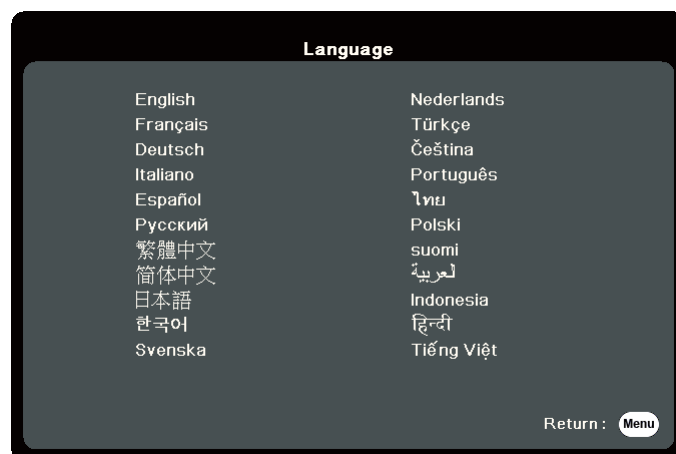 Language
English
Français
Deutsch
Italiano
Español
Русский
繁體中文
简体中文
日本語
한국어
Svenska
Nederlands
Türkçe
Čeština
Português
ไทย
Polski
suomi
العربية
Indonesia
हिन्दी
Tiếng Việt
Return : Menu